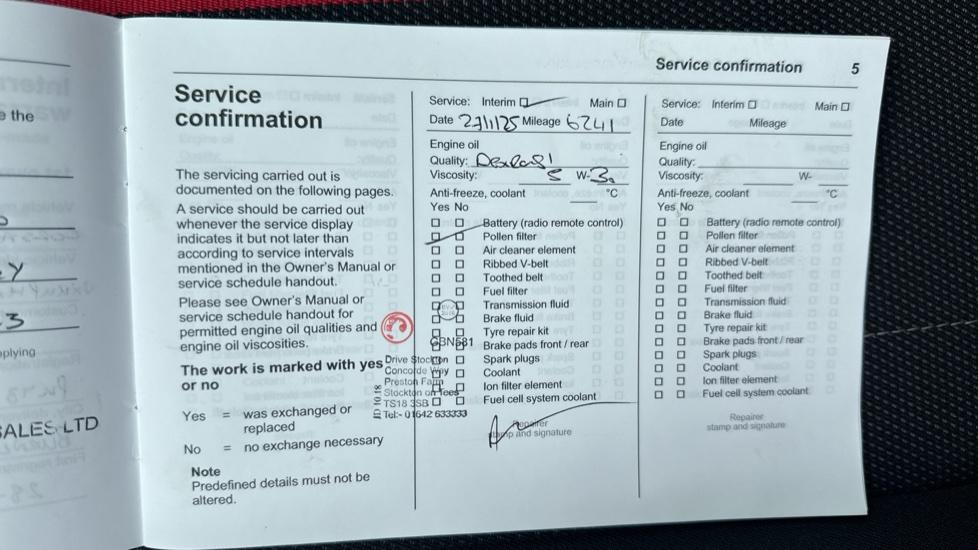 e the
plying
SALES LTD
Service confirmation 5
Service
confirmation
The servicing carried out is
documented on the following pages.
A service should be carried out
whenever the service display
indicates it but not later than
according to service intervals
mentioned in the Owner's Manual or
service schedule handout.
Please see Owner's Manual or
service schedule handout for
permitted engine oil qualities and
engine oil viscosities.
The work is marked with yes
or no
Yes = was exchanged or
replaced
No = no exchange necessary
Note
Predefined details must not be
altered.
Service: Interim Main
Date Mileage 6241
Engine oil
Quality:
Viscosity: 5 W-
Anti-freeze, coolant °C
Yes No
Battery (radio remote control)
Pollen filter
Air cleaner element
Ribbed V-belt
Toothed belt
Fuel filter
Transmission fluid
Brake fluid
Tyre repair kit
Brake pads front / rear
Spark plugs
Coolant
Ion filter element
Fuel cell system coolant
GBN581
Drive Stockton
Concorde Way
Preston Farm
Stockton on Tees
TS18 3SB
Tel:- 01642 633333
Repairer
stamp and signature
Service: Interim Main
Date Mileage
Engine oil
Quality:
Viscosity: W-
Anti-freeze, coolant °C
Yes No
Battery (radio remote control)
Pollen filter
Air cleaner element
Ribbed V-belt
Toothed belt
Fuel filter
Transmission fluid
Brake fluid
Tyre repair kit
Brake pads front / rear
Spark plugs
Coolant
Ion filter element
Fuel cell system coolant
Repairer
stamp and signature